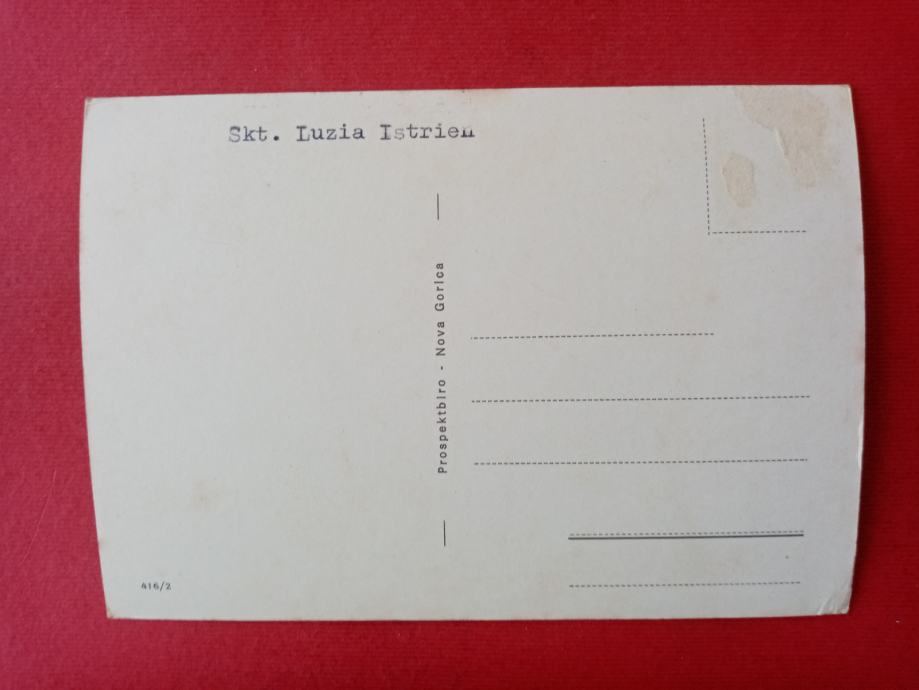 Skt. Luzia Istrien
Prospektbiro - Nova Gorica
416/2